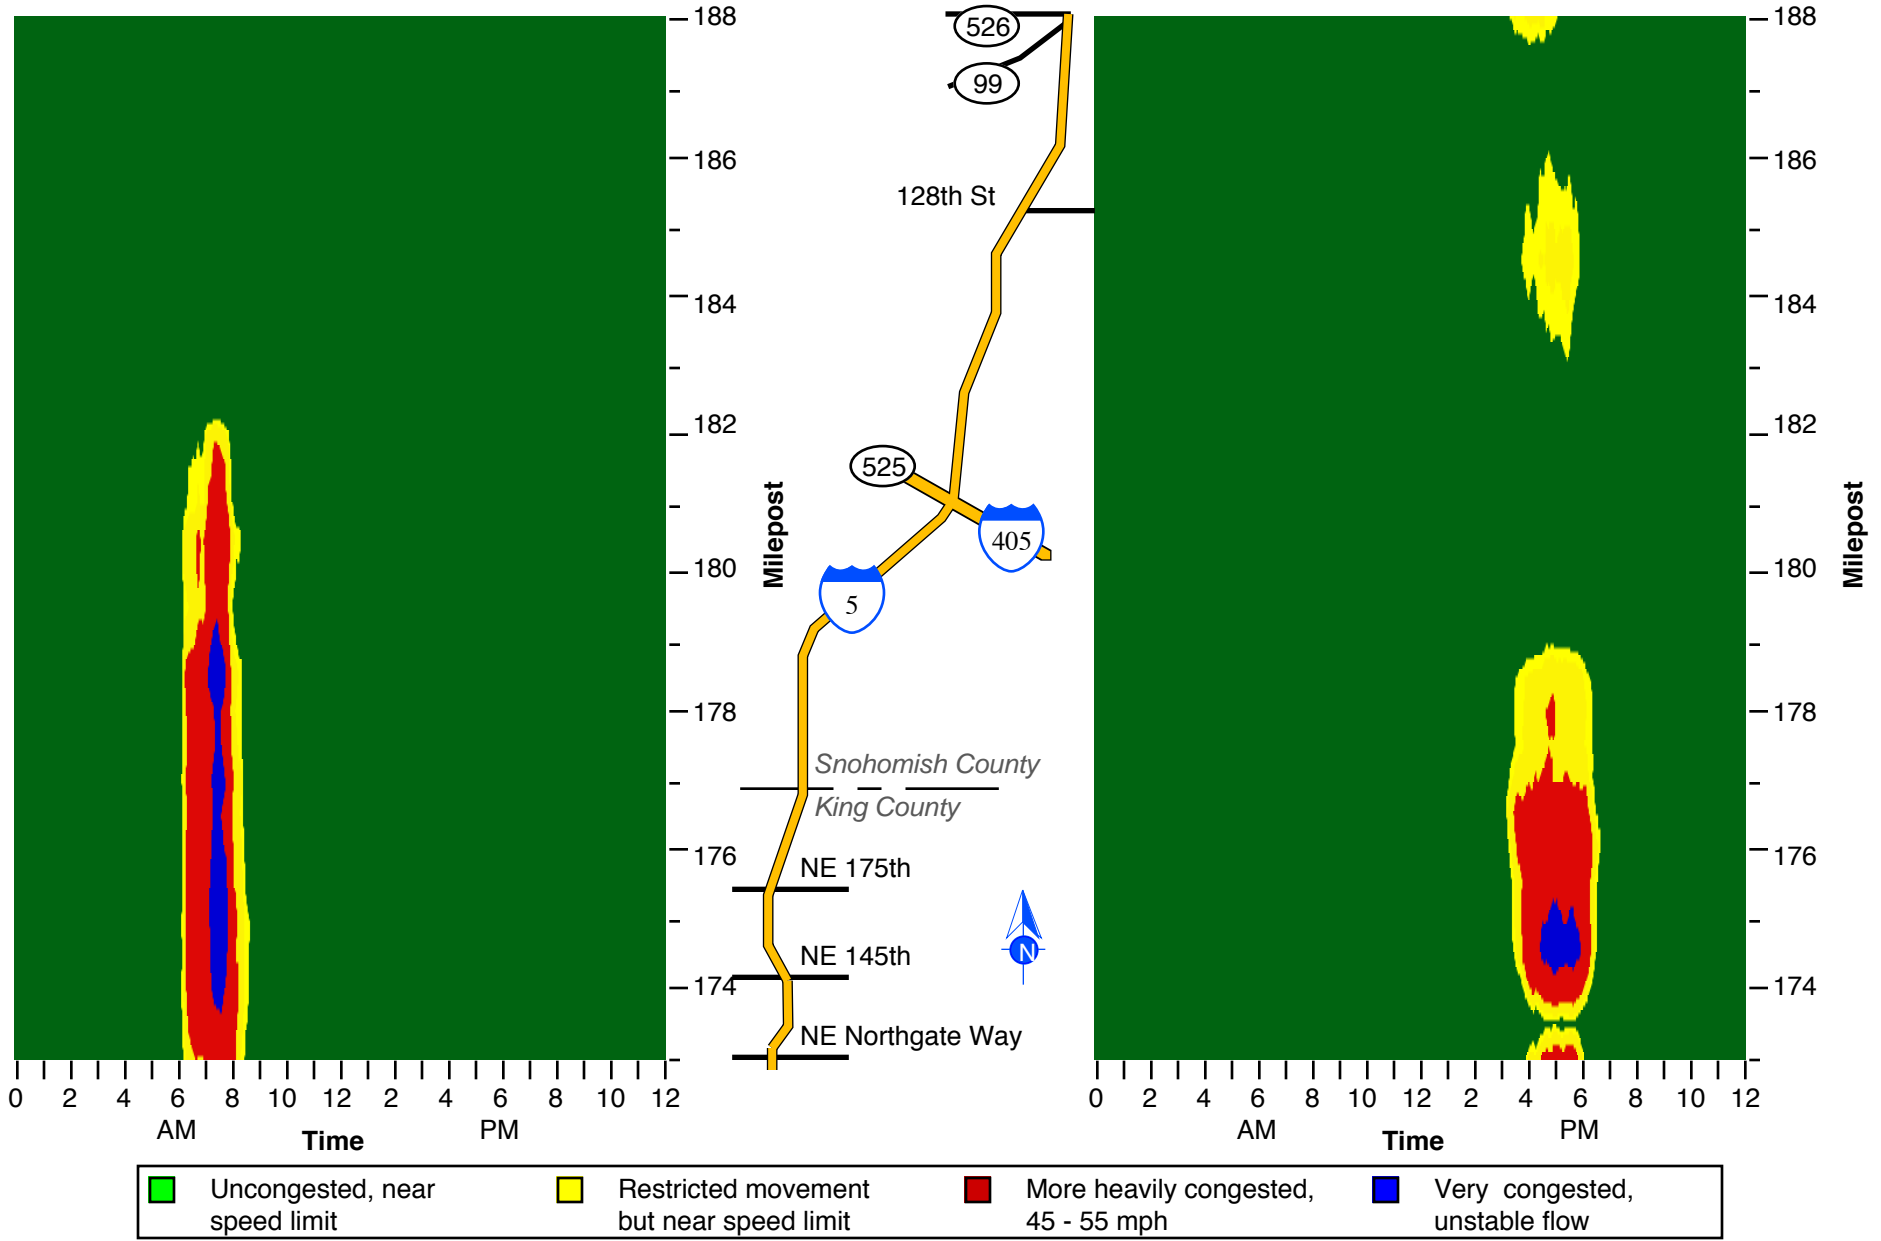 188
186
184
182
180
178
176
174
Milepost
0 2 4 6 8 10 12 2 4 6 8 10 12
AM PM
Time
526
99
128th St
525
405
5
Snohomish County
King County
NE 175th
NE 145th
NE Northgate Way
N
188
186
184
182
180
178
176
174
Milepost
0 2 4 6 8 10 12 2 4 6 8 10 12
AM PM
Time
Uncongested, near
speed limit
Restricted movement
but near speed limit
More heavily congested,
45 - 55 mph
Very congested,
unstable flow